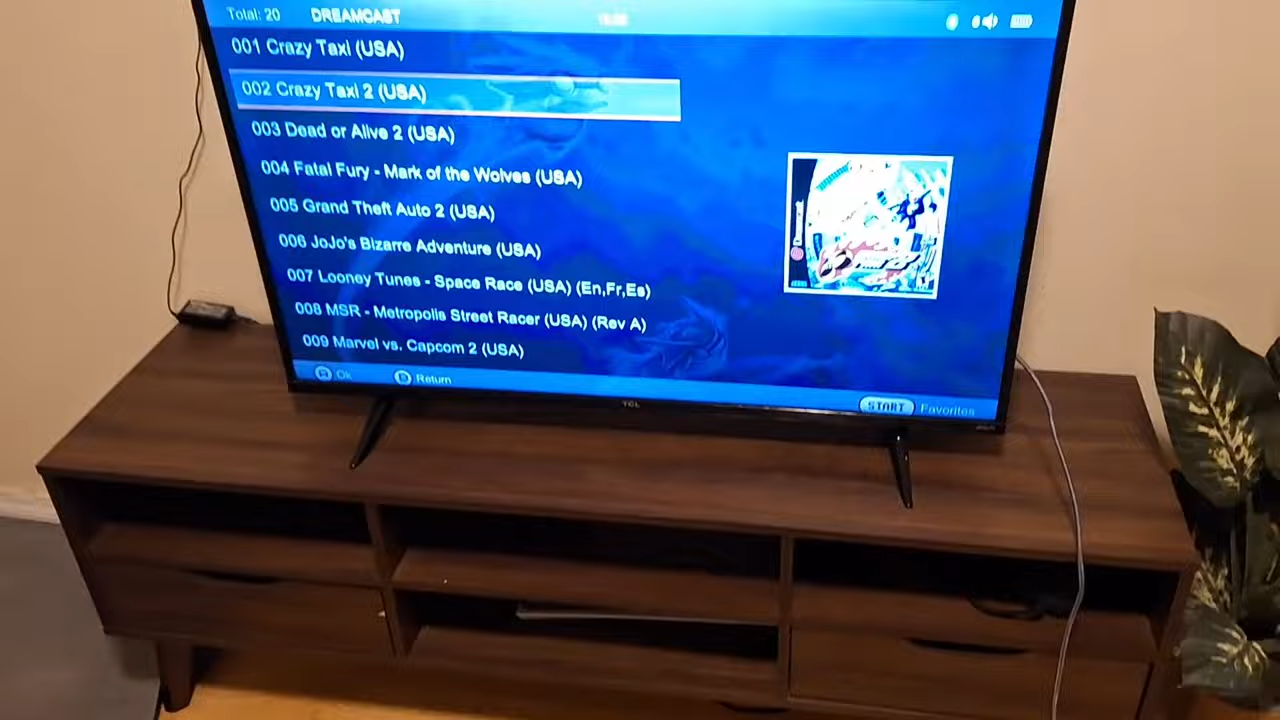 Total: 20 DREAMCAST
001 Crazy Taxi (USA)
002 Crazy Taxi 2 (USA)
003 Dead or Alive 2 (USA)
004 Fatal Fury - Mark of the Wolves (USA)
005 Grand Theft Auto 2 (USA)
006 JoJo's Bizarre Adventure (USA)
007 Looney Tunes - Space Race (USA) (En,Fr,Es)
008 MSR - Metropolis Street Racer (USA) (Rev A)
009 Marvel vs. Capcom 2 (USA)
Ok Return START Favorites
TCL